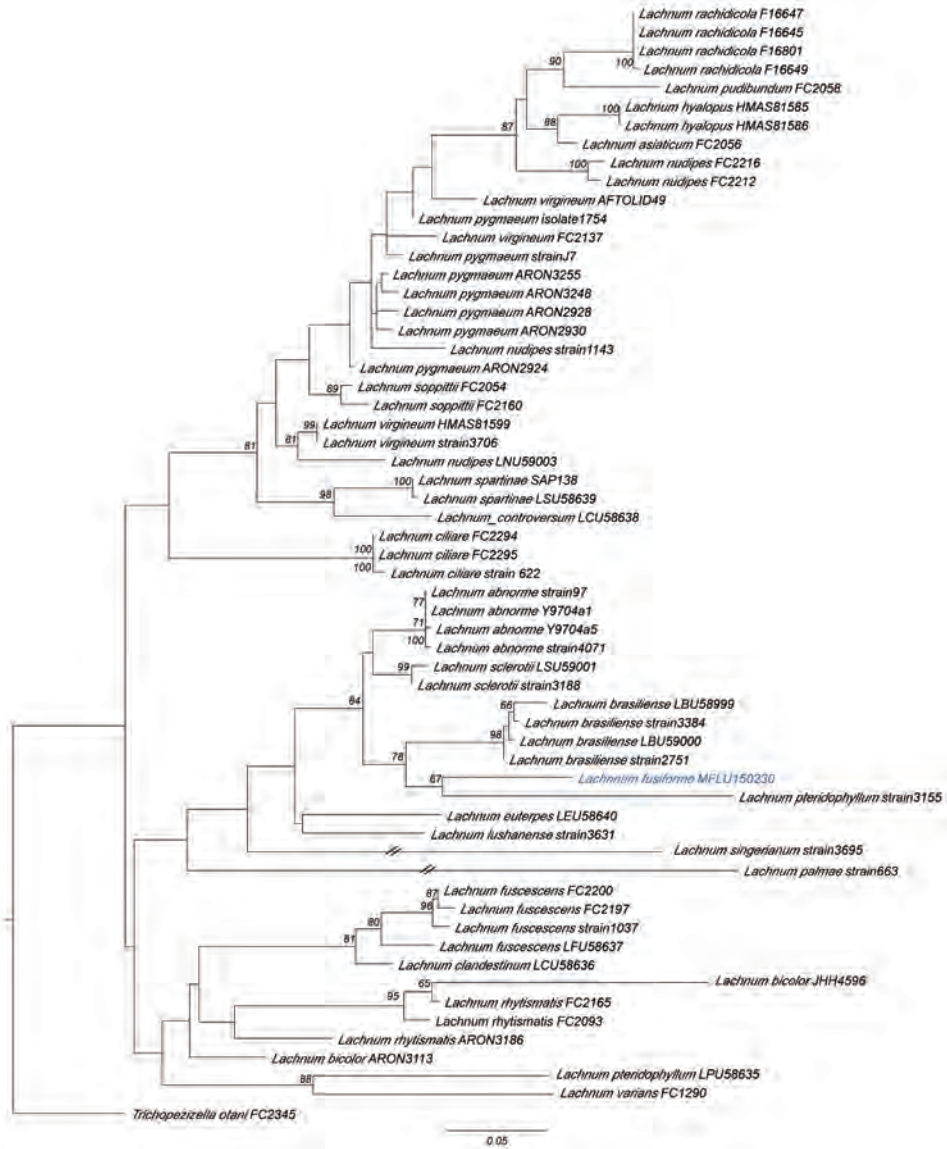 Lachnum rachidicola F16647
Lachnum rachidicola F16645
Lachnum rachidicola F16801
90
100
Lachnum rachidicola F16649
Lachnum pudibundum FC2058
100
Lachnum hyalopus HMAS81585
87
88
Lachnum hyalopus HMAS81586
Lachnum asiaticum FC2056
100
Lachnum nudipes FC2216
Lachnum nudipes FC2212
Lachnum virgineum AFTOLID49
Lachnum pygmaeum isolate1754
Lachnum virgineum FC2137
Lachnum pygmaeum strainJ7
Lachnum pygmaeum ARON3255
Lachnum pygmaeum ARON3248
Lachnum pygmaeum ARON2928
Lachnum pygmaeum ARON2930
Lachnum nudipes strain1143
Lachnum pygmaeum ARON2924
89
Lachnum soppittii FC2054
Lachnum soppittii FC2160
99
Lachnum virgineum HMAS81599
81
81
Lachnum virgineum strain3706
Lachnum nudipes LNU59003
100
Lachnum spartinae SAP138
98
Lachnum spartinae LSU58639
Lachnum_controversum LCU58638
Lachnum ciliare FC2294
100
Lachnum ciliare FC2295
100
Lachnum ciliare strain 622
Lachnum abnorme strain97
77
Lachnum abnorme Y9704a1
71
Lachnum abnorme Y9704a5
100
Lachnum abnorme strain4071
99
Lachnum sclerotii LSU59001
Lachnum sclerotii strain3188
84
66
Lachnum brasiliense LBU58999
Lachnum brasiliense strain3384
98
Lachnum brasiliense LBU59000
78
Lachnum brasiliense strain2751
67
Lachnnum fusiforme MFLU150230
Lachnum pteridophyllum strain3155
Lachnum euterpes LEU58640
Lachnum lushanense strain3631
Lachnum singerianum strain3695
Lachnum palmae strain663
87
Lachnum fuscescens FC2200
96
Lachnum fuscescens FC2197
80
Lachnum fuscescens strain1037
81
Lachnum fuscescens LFU58637
Lachnum clandestinum LCU58636
65
Lachnum bicolor JHH4596
95
Lachnum rhytismatis FC2165
Lachnum rhytismatis FC2093
Lachnum rhytismatis ARON3186
Lachnum bicolor ARON3113
88
Lachnum pteridophyllum LPU58635
Lachnum varians FC1290
Trichopezizella otanii FC2345
0.05